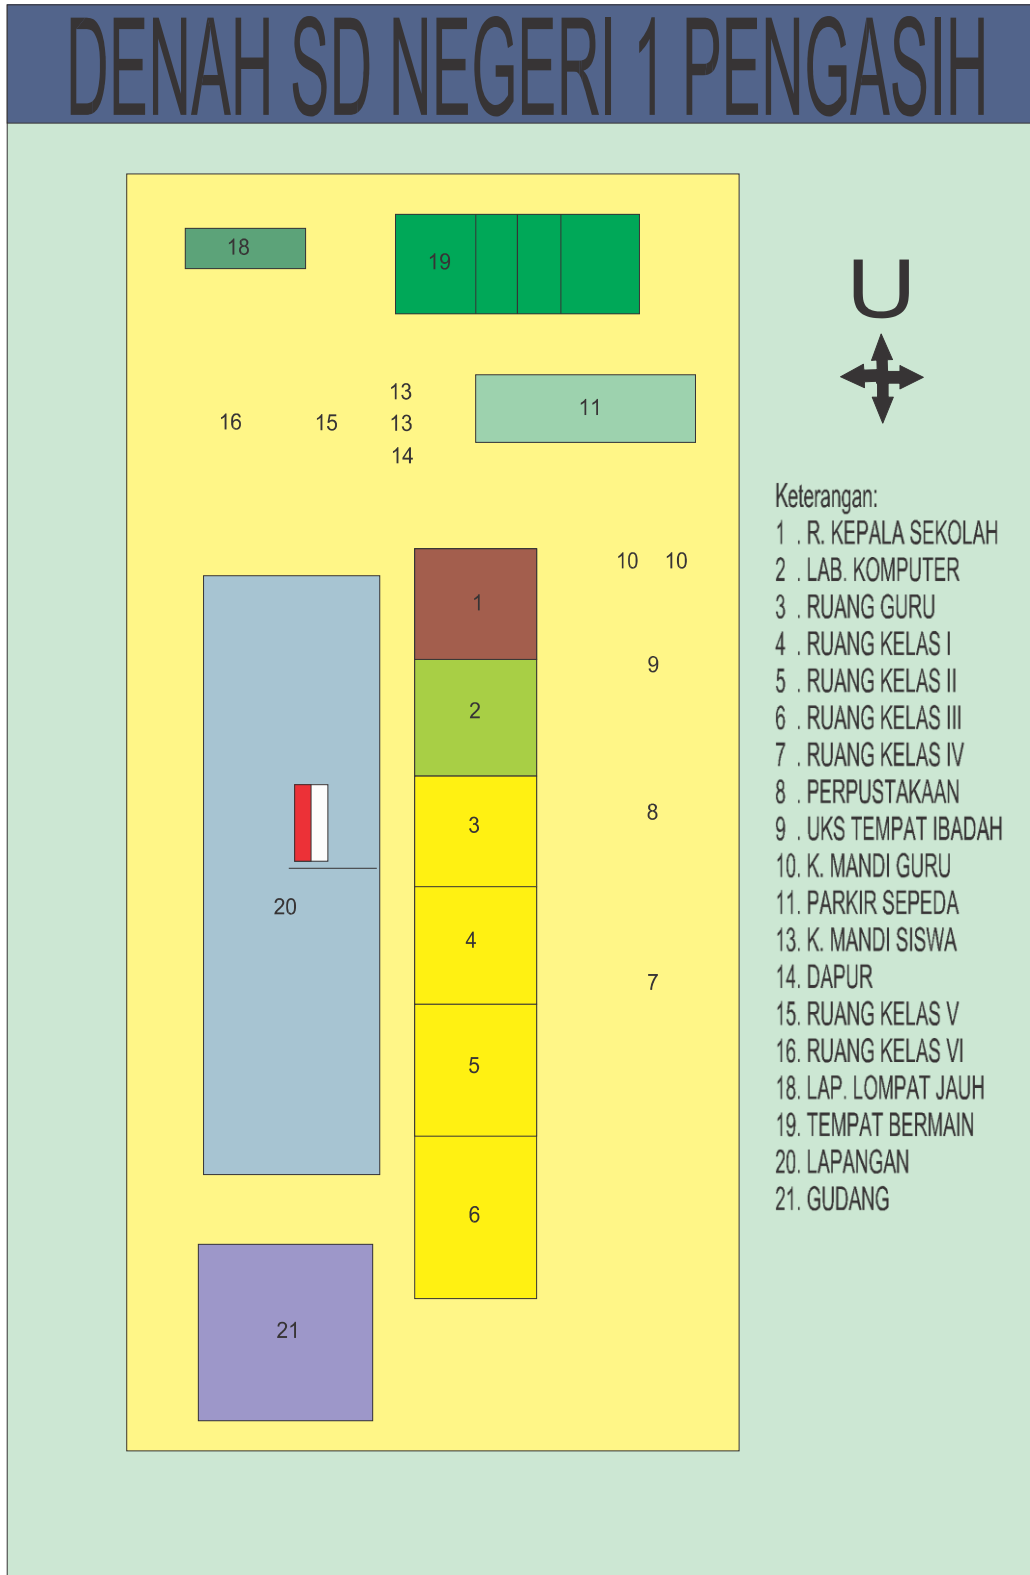 DENAH SD NEGERI 1 PENGASIH
18
19
U
13
11
16
15
13
14
Keterangan:
1 . R. KEPALA SEKOLAH
2 . LAB. KOMPUTER
3 . RUANG GURU
4 . RUANG KELAS I
5 . RUANG KELAS II
6 . RUANG KELAS III
7 . RUANG KELAS IV
8 . PERPUSTAKAAN
9 . UKS TEMPAT IBADAH
10. K. MANDI GURU
11. PARKIR SEPEDA
13. K. MANDI SISWA
14. DAPUR
15. RUANG KELAS V
16. RUANG KELAS VI
18. LAP. LOMPAT JAUH
19. TEMPAT BERMAIN
20. LAPANGAN
21. GUDANG
10 10
1
9
2
8
3
20
4
7
5
6
21